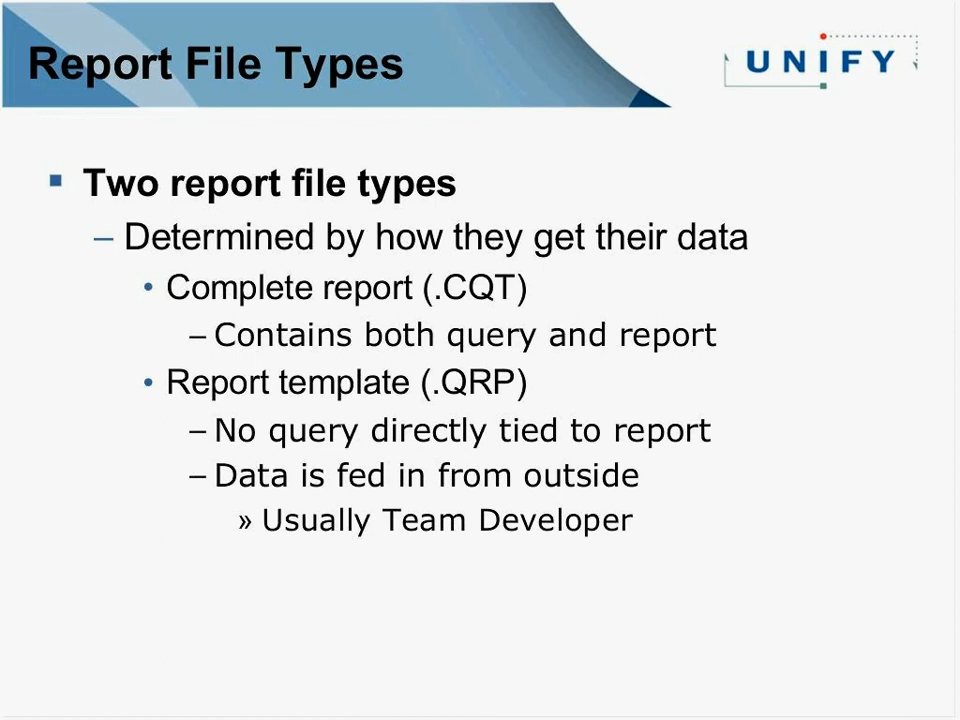 Report File Types
UNIFY
▪ Two report file types
– Determined by how they get their data
• Complete report (.CQT)
– Contains both query and report
• Report template (.QRP)
– No query directly tied to report
– Data is fed in from outside
» Usually Team Developer